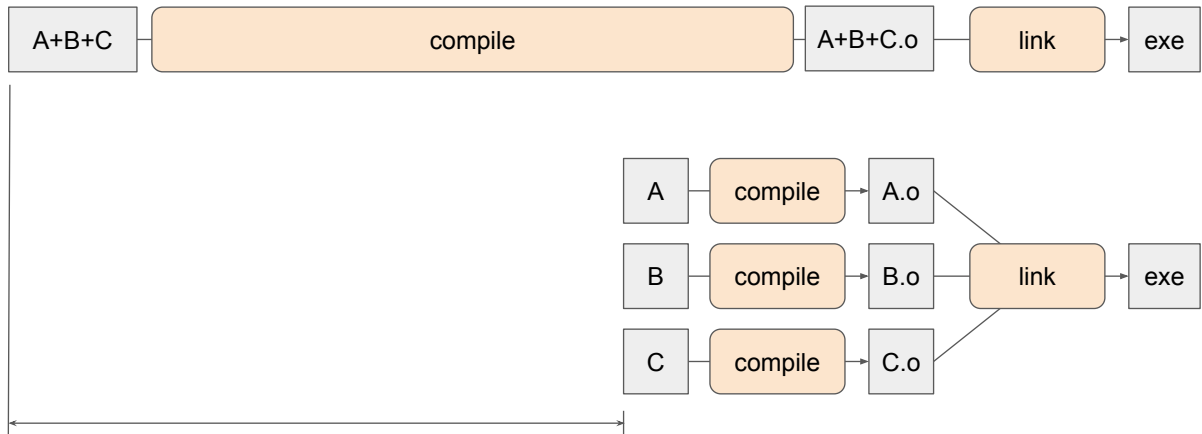 A+B+C
compile
A+B+C.o
link
exe
A
compile
A.o
B
compile
B.o
link
exe
C
compile
C.o